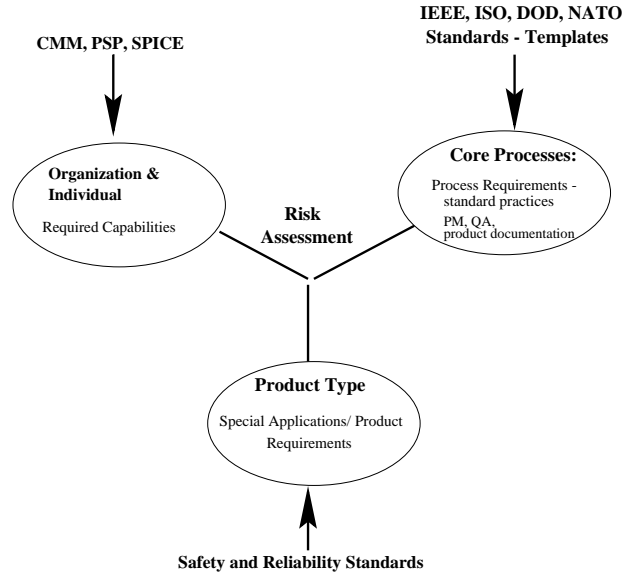 CMM, PSP, SPICE
IEEE, ISO, DOD, NATO
Standards - Templates
Organization &
Individual
Required Capabilities
Core Processes:
Process Requirements -
standard practices
PM, QA,
product documentation
Risk
Assessment
Product Type
Special Applications/ Product
Requirements
Safety and Reliability Standards